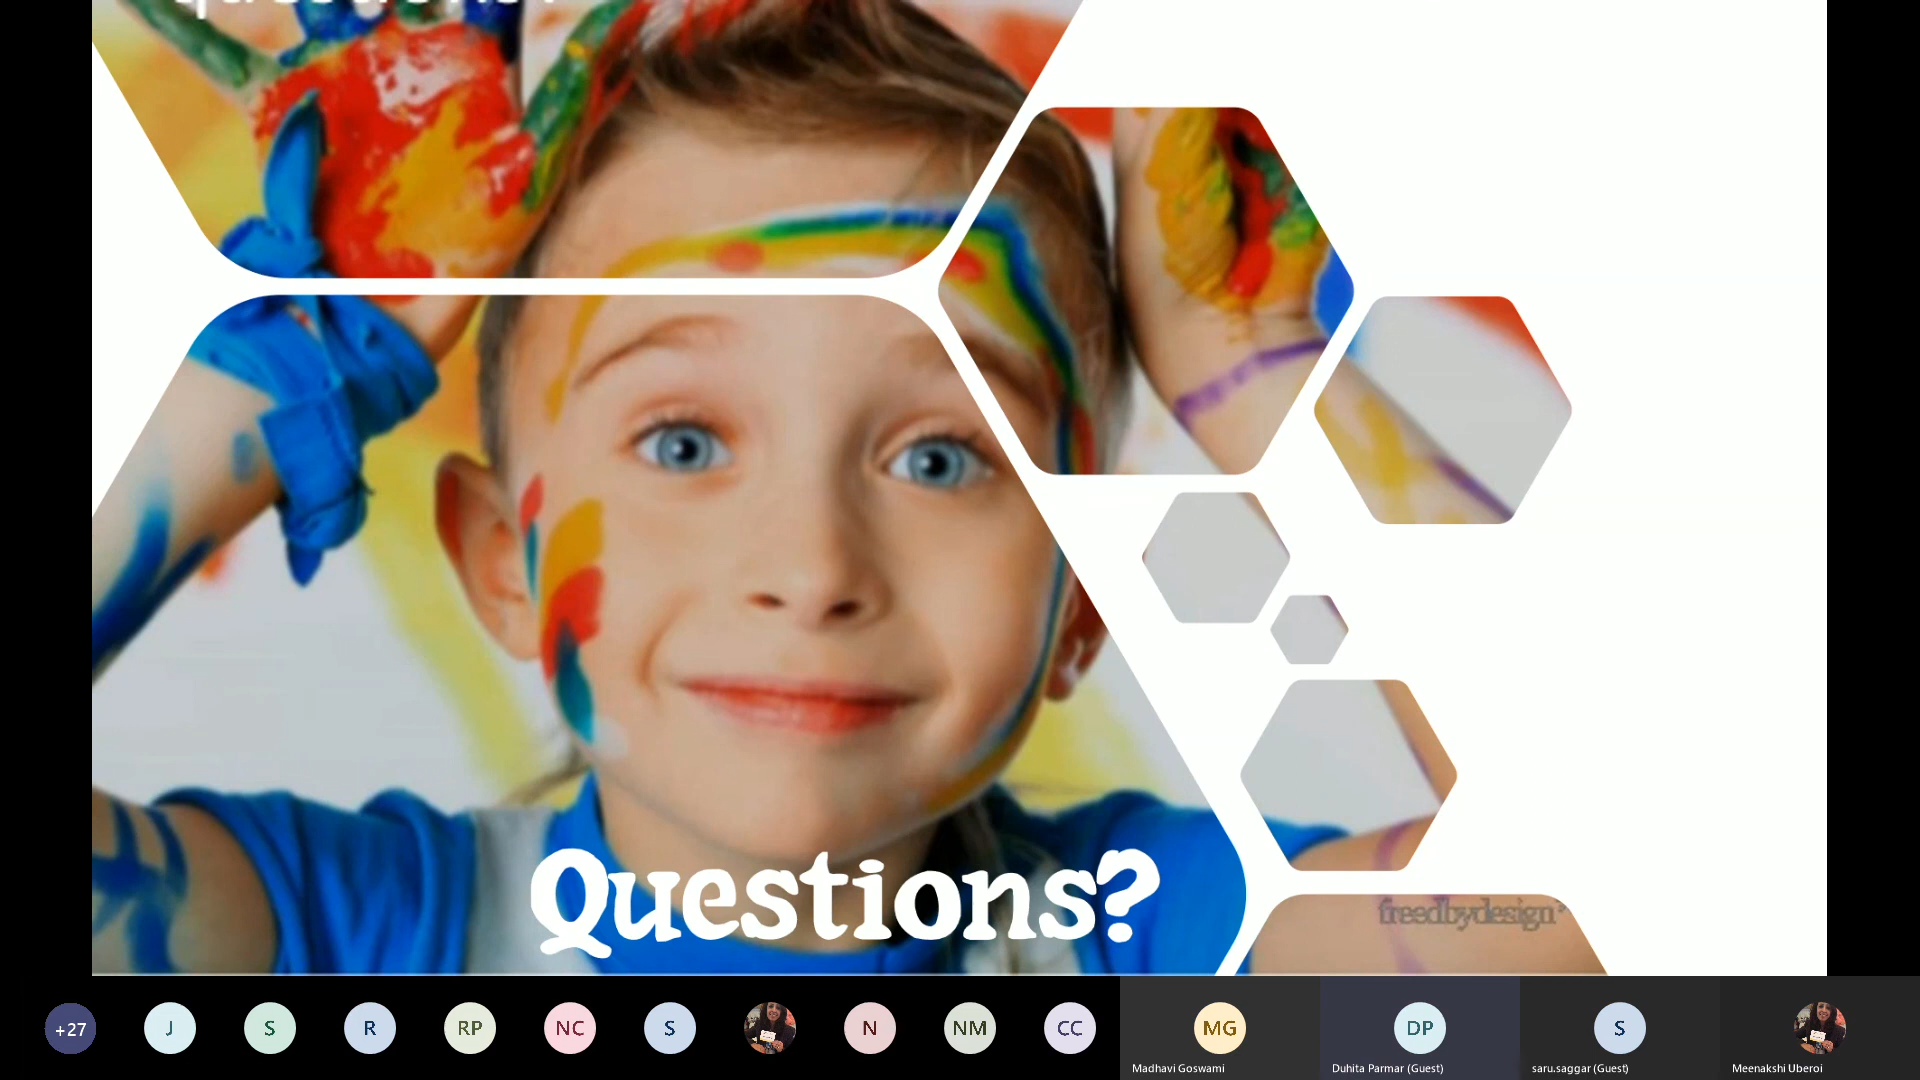 questions?
Questions?
freedbydesign
+27
J
S
R
RP
NC
S
N
NM
CC
MG
DP
S
Madhavi Goswami
Duhita Parmar (Guest)
saru.saggar (Guest)
Meenakshi Uberoi